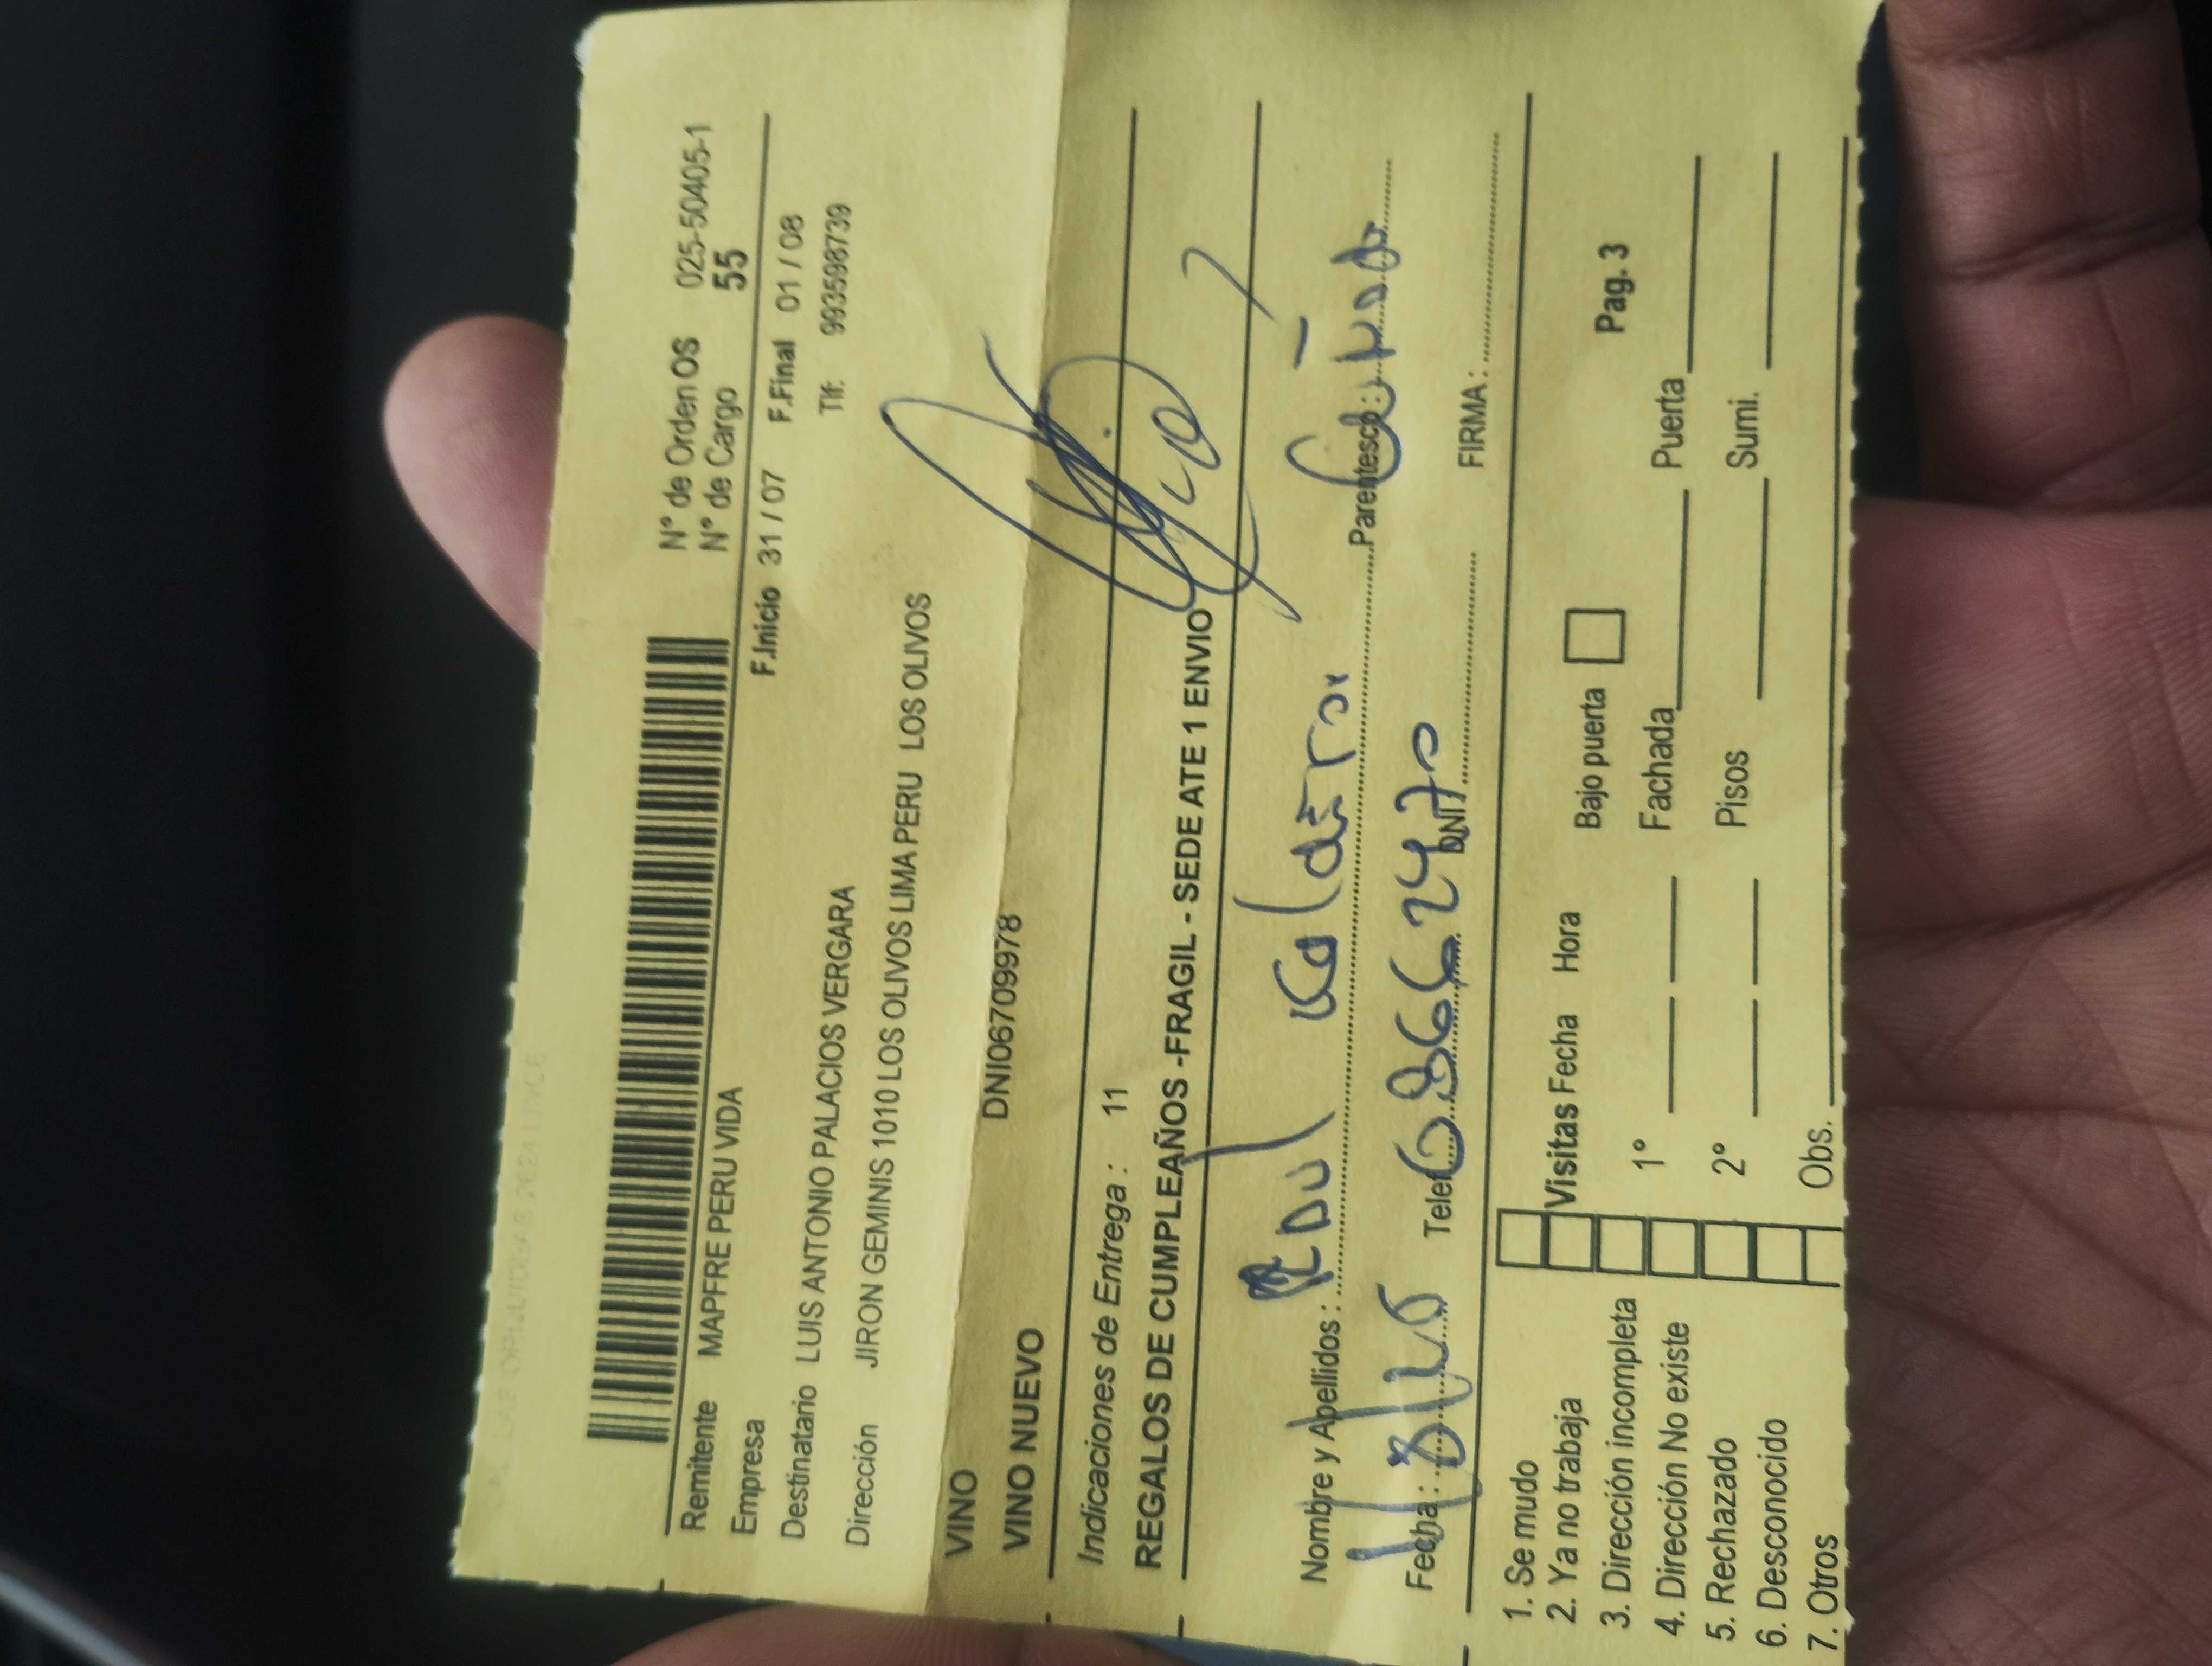 N° de Orden OS 025-50405-1
N° de Cargo 55
Remitente MAPFRE PERU VIDA
Empresa
F.Inicio 31 / 07 F.Final 01 / 08
Destinatario LUIS ANTONIO PALACIOS VERGARA Tlf: 993598739
Dirección JIRON GEMINIS 1010 LOS OLIVOS LIMA PERU LOS OLIVOS
VINO
VINO NUEVO DNI06709978
Indicaciones de Entrega : 11
REGALOS DE CUMPLEAÑOS -FRAGIL - SEDE ATE 1 ENVIO
Nombre y Apellidos : Raul Parentesco : Cuñado
Fecha : Telef DNI FIRMA :
1. Se mudo
2. Ya no trabaja Visitas Fecha Hora Bajo puerta Pag. 3
3. Dirección incompleta
4. Dirección No existe 1° Fachada Puerta
5. Rechazado
6. Desconocido 2° Pisos Sumi.
7. Otros Obs.